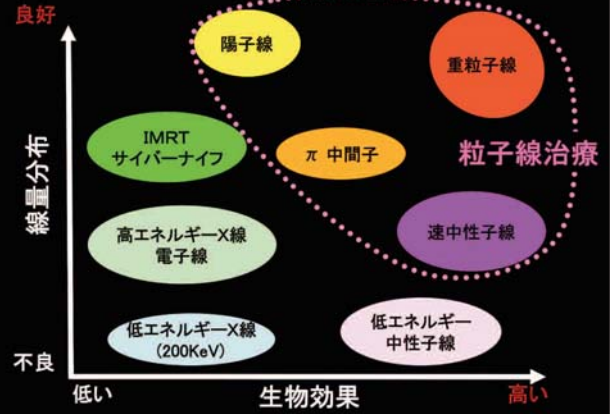 良好
陽子線
重粒子線
IMRT
サイバーナイフ
π 中間子
粒子線治療
線量分布
高エネルギーX線
電子線
速中性子線
低エネルギーX線
(200KeV)
低エネルギー
中性子線
不良
低い
生物効果
高い